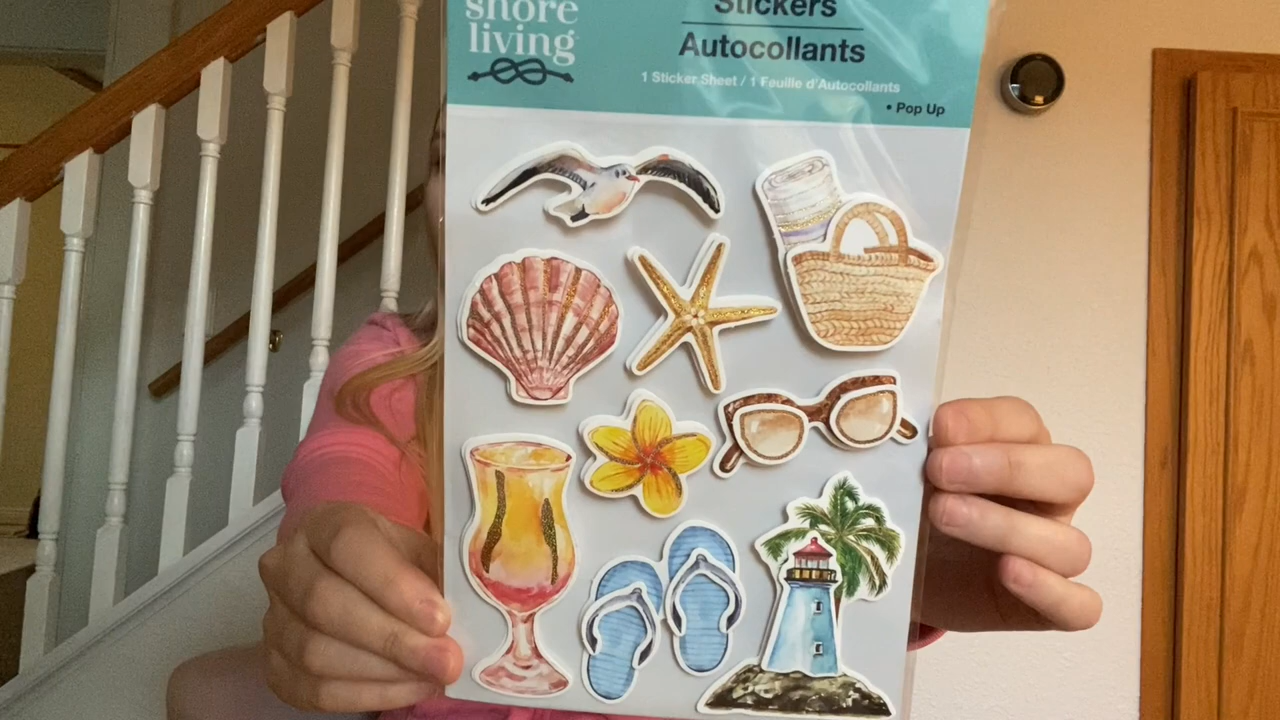 shore
living
Stickers
Autocollants
1 Sticker Sheet / 1 Feuille d'Autocollants
• Pop Up